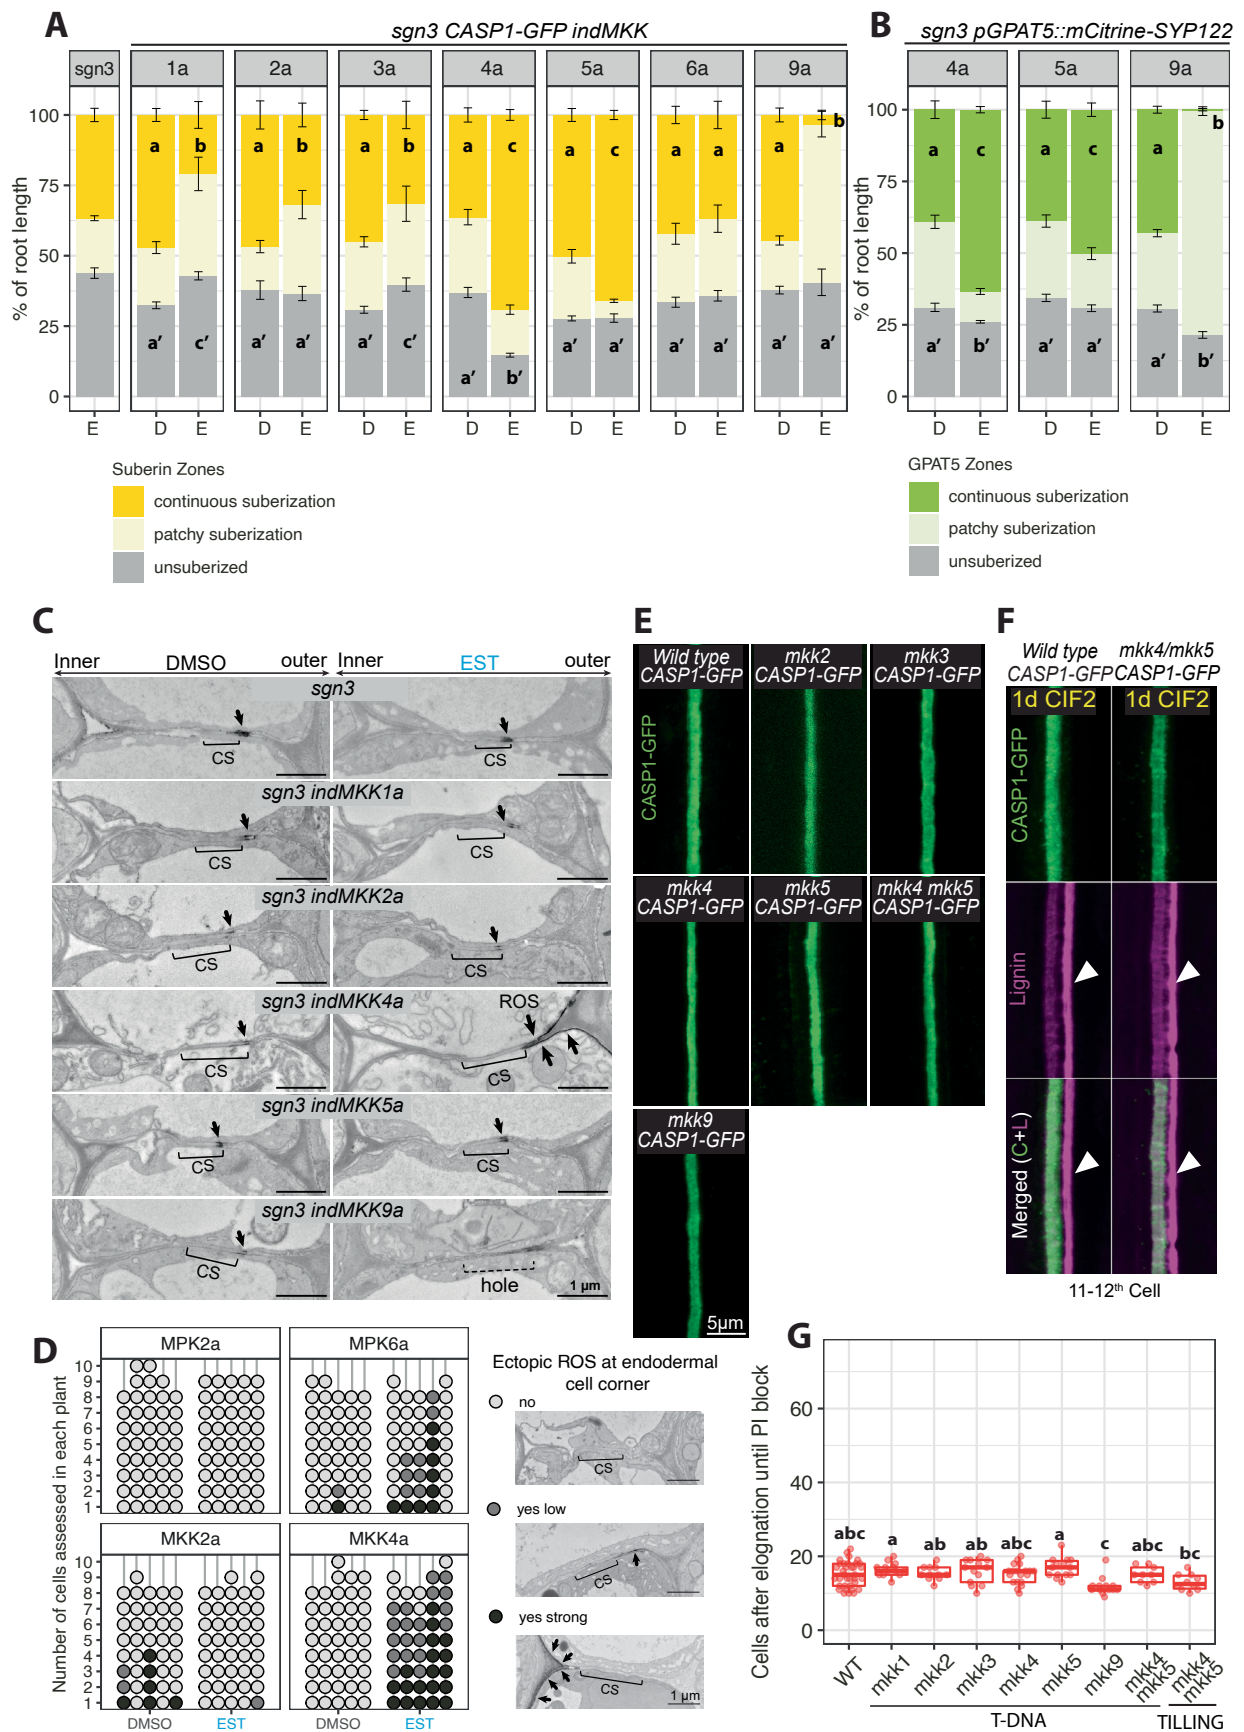 A
sgn3 CASP1-GFP indMKK
sgn3 1a 2a 3a 4a 5a 6a 9a
% of root length
100
75
50
25
0
a b a b a b a c a c a a a b
a′ c′ a′ a′ a′ c′ a′ b′ a′ a′ a′ a′ a′ a′
E D E D E D E D E D E D E D E
Suberin Zones
continuous suberization
patchy suberization
unsuberized
B
sgn3 pGPAT5::mCitrine-SYP122
4a 5a 9a
% of root length
100
75
50
25
0
a c a c a b
a′ b′ a′ a′ a′ b′
D E D E D E
GPAT5 Zones
continuous suberization
patchy suberization
unsuberized
C
Inner DMSO outer Inner EST outer
sgn3
CS CS
sgn3 indMKK1a
CS CS
sgn3 indMKK2a
CS CS
sgn3 indMKK4a
ROS
CS CS
sgn3 indMKK5a
CS CS
sgn3 indMKK9a
CS hole 1 µm
D
MPK2a MPK6a
Number of cells assessed in each plant
10
9
8
7
6
5
4
3
2
1
MKK2a MKK4a
10
9
8
7
6
5
4
3
2
1
DMSO EST DMSO EST
Ectopic ROS at endodermal
cell corner
no
CS
yes low
CS
yes strong
CS
1 µm
E
CASP1-GFP
Wild type
CASP1-GFP
mkk2
CASP1-GFP
mkk3
CASP1-GFP
mkk4
CASP1-GFP
mkk5
CASP1-GFP
mkk4 mkk5
CASP1-GFP
mkk9
CASP1-GFP
5µm
F
Wild type
CASP1-GFP
mkk4/mkk5
CASP1-GFP
1d CIF2 1d CIF2
CASP1-GFP
Lignin
Merged (C+L)
11-12th Cell
G
Cells after elognation until PI block
60
40
20
0
abc a ab ab abc a c abc bc
WT mkk1 mkk2 mkk3 mkk4 mkk5 mkk9 mkk4 mkk5 mkk4 mkk5
T-DNA TILLING